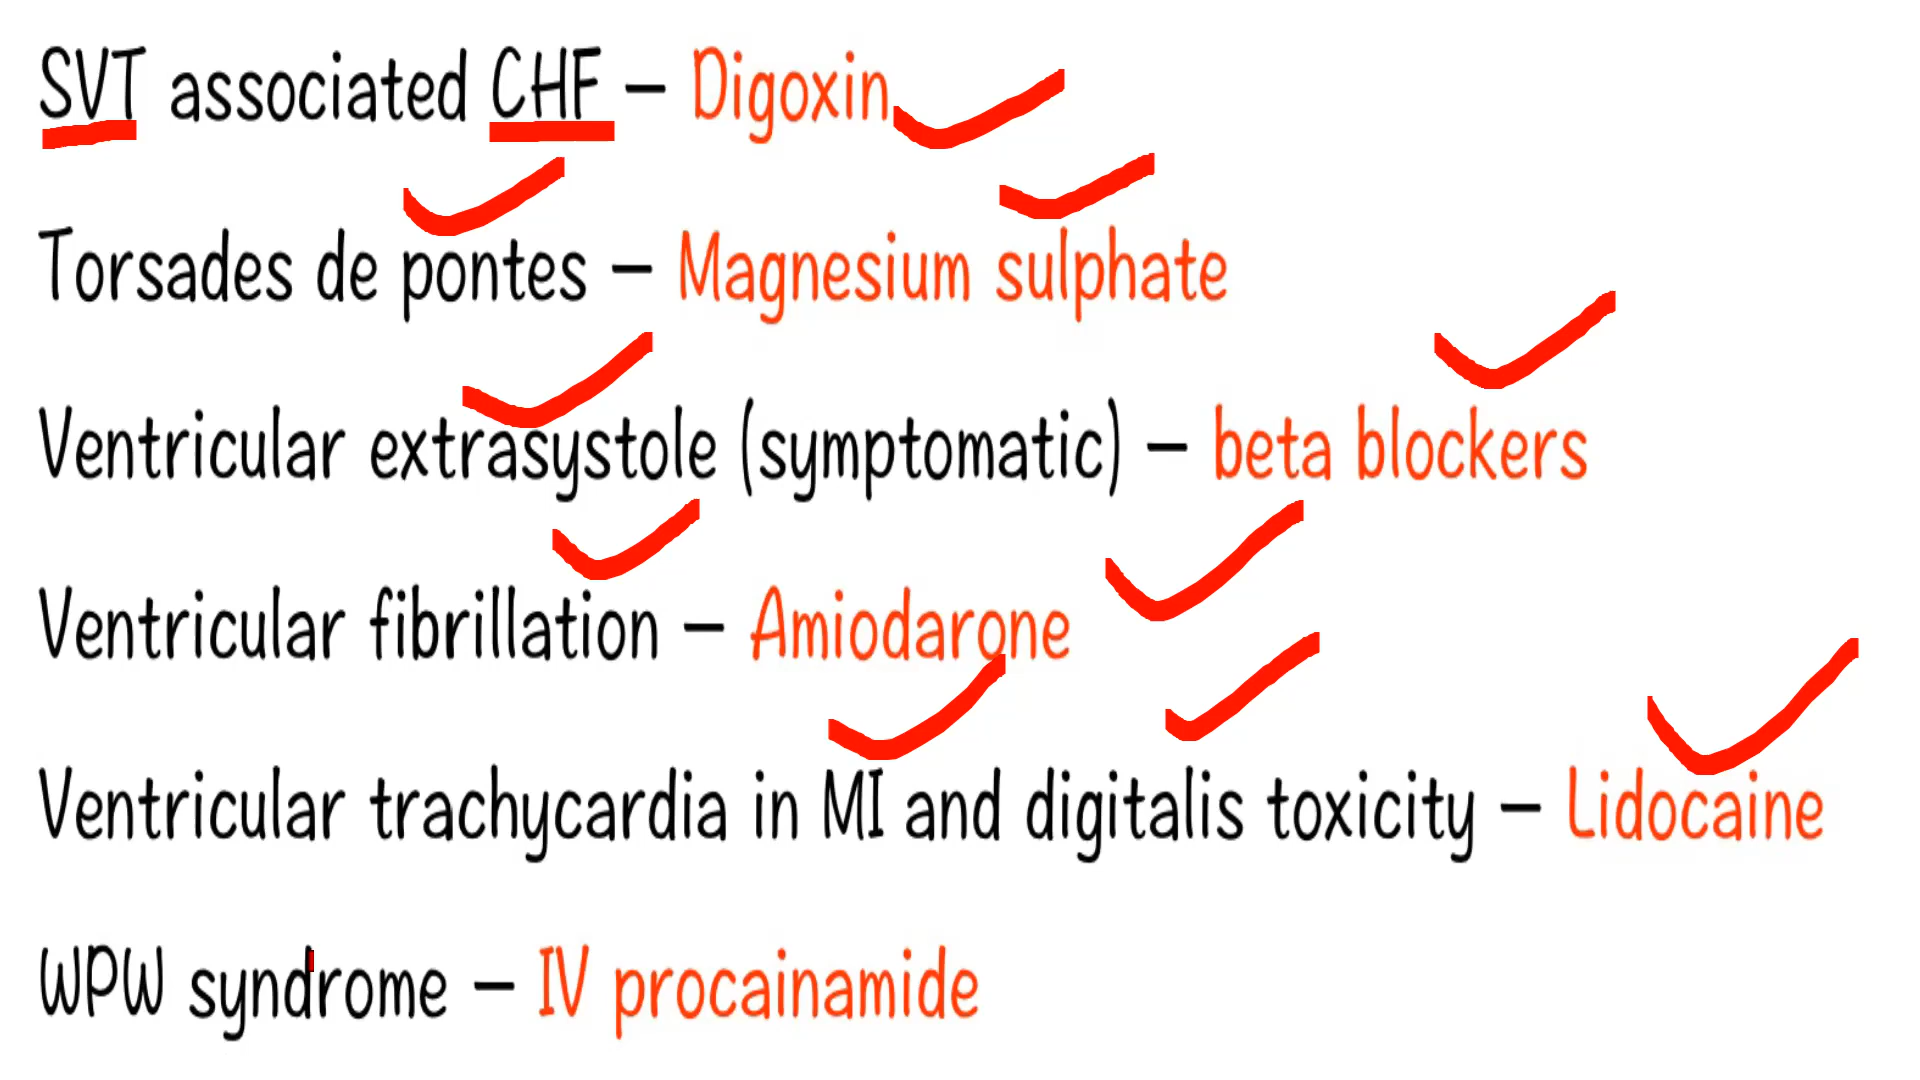 SVT associated CHF – Digoxin
Torsades de pontes – Magnesium sulphate
Ventricular extrasystole (symptomatic) – beta blockers
Ventricular fibrillation – Amiodarone
Ventricular trachycardia in MI and digitalis toxicity – Lidocaine
WPW syndrome – IV procainamide